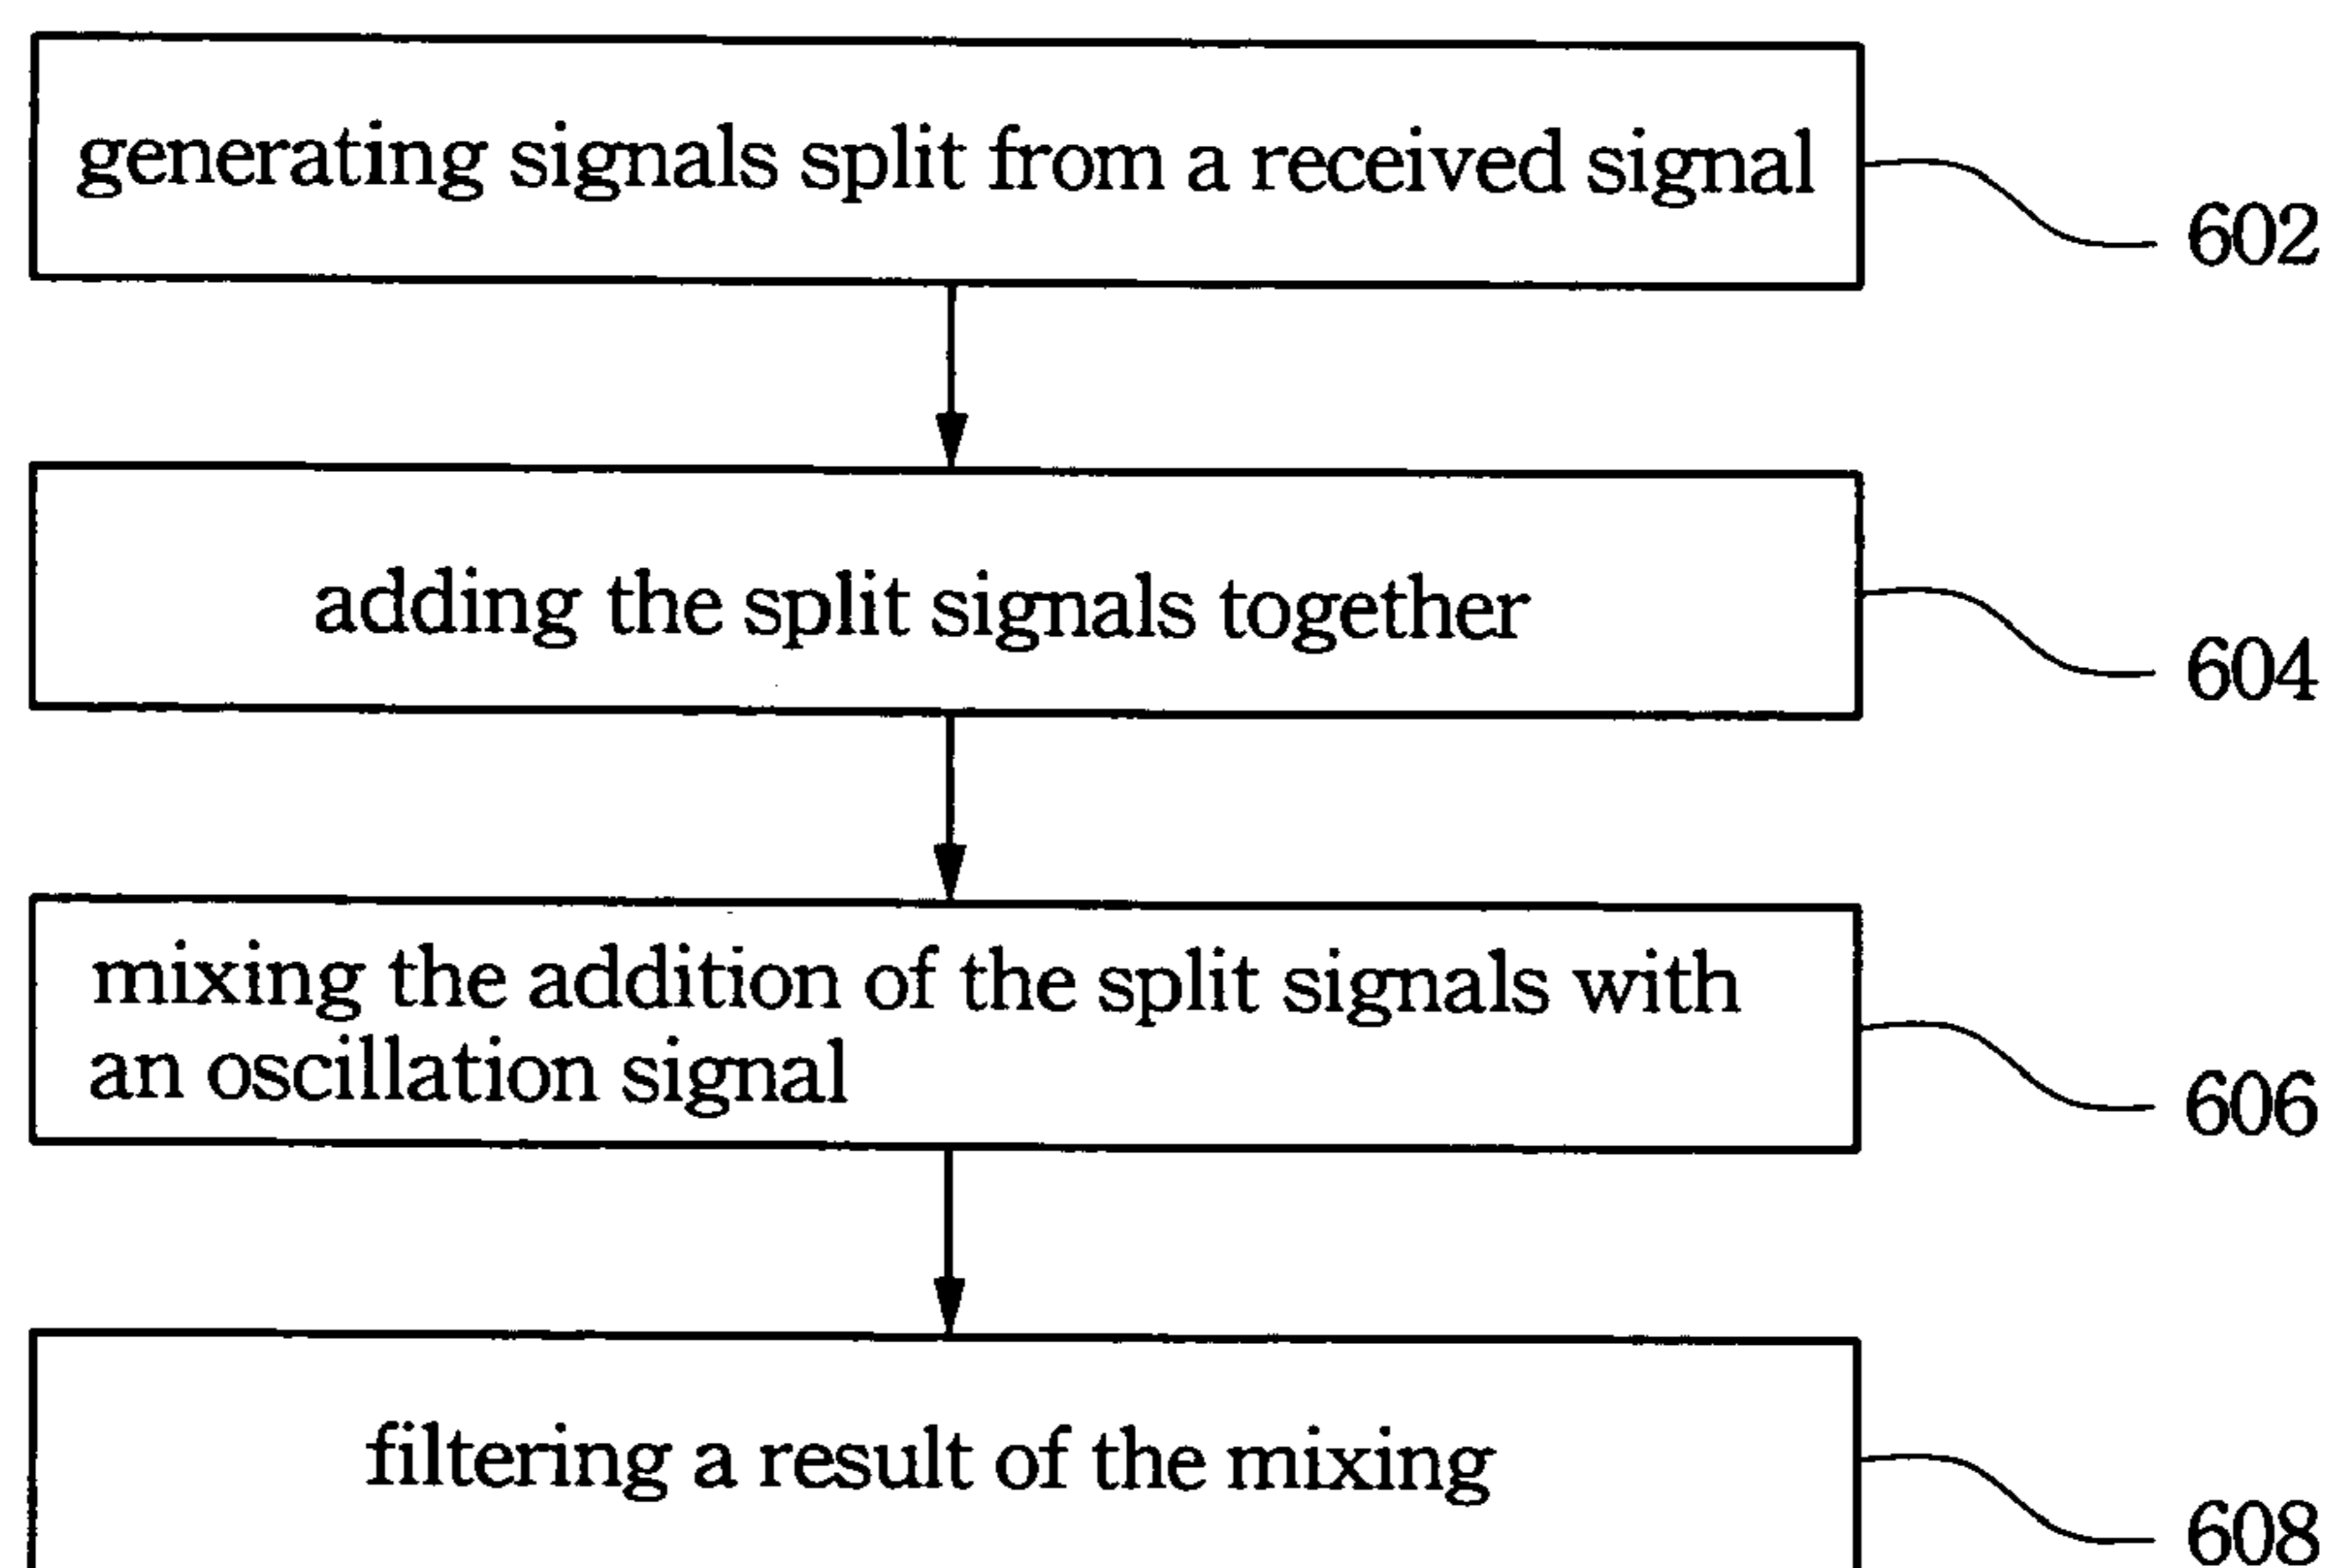 generating signals split from a received signal
602
adding the split signals together
604
mixing the addition of the split signals with
an oscillation signal
606
filtering a result of the mixing
608